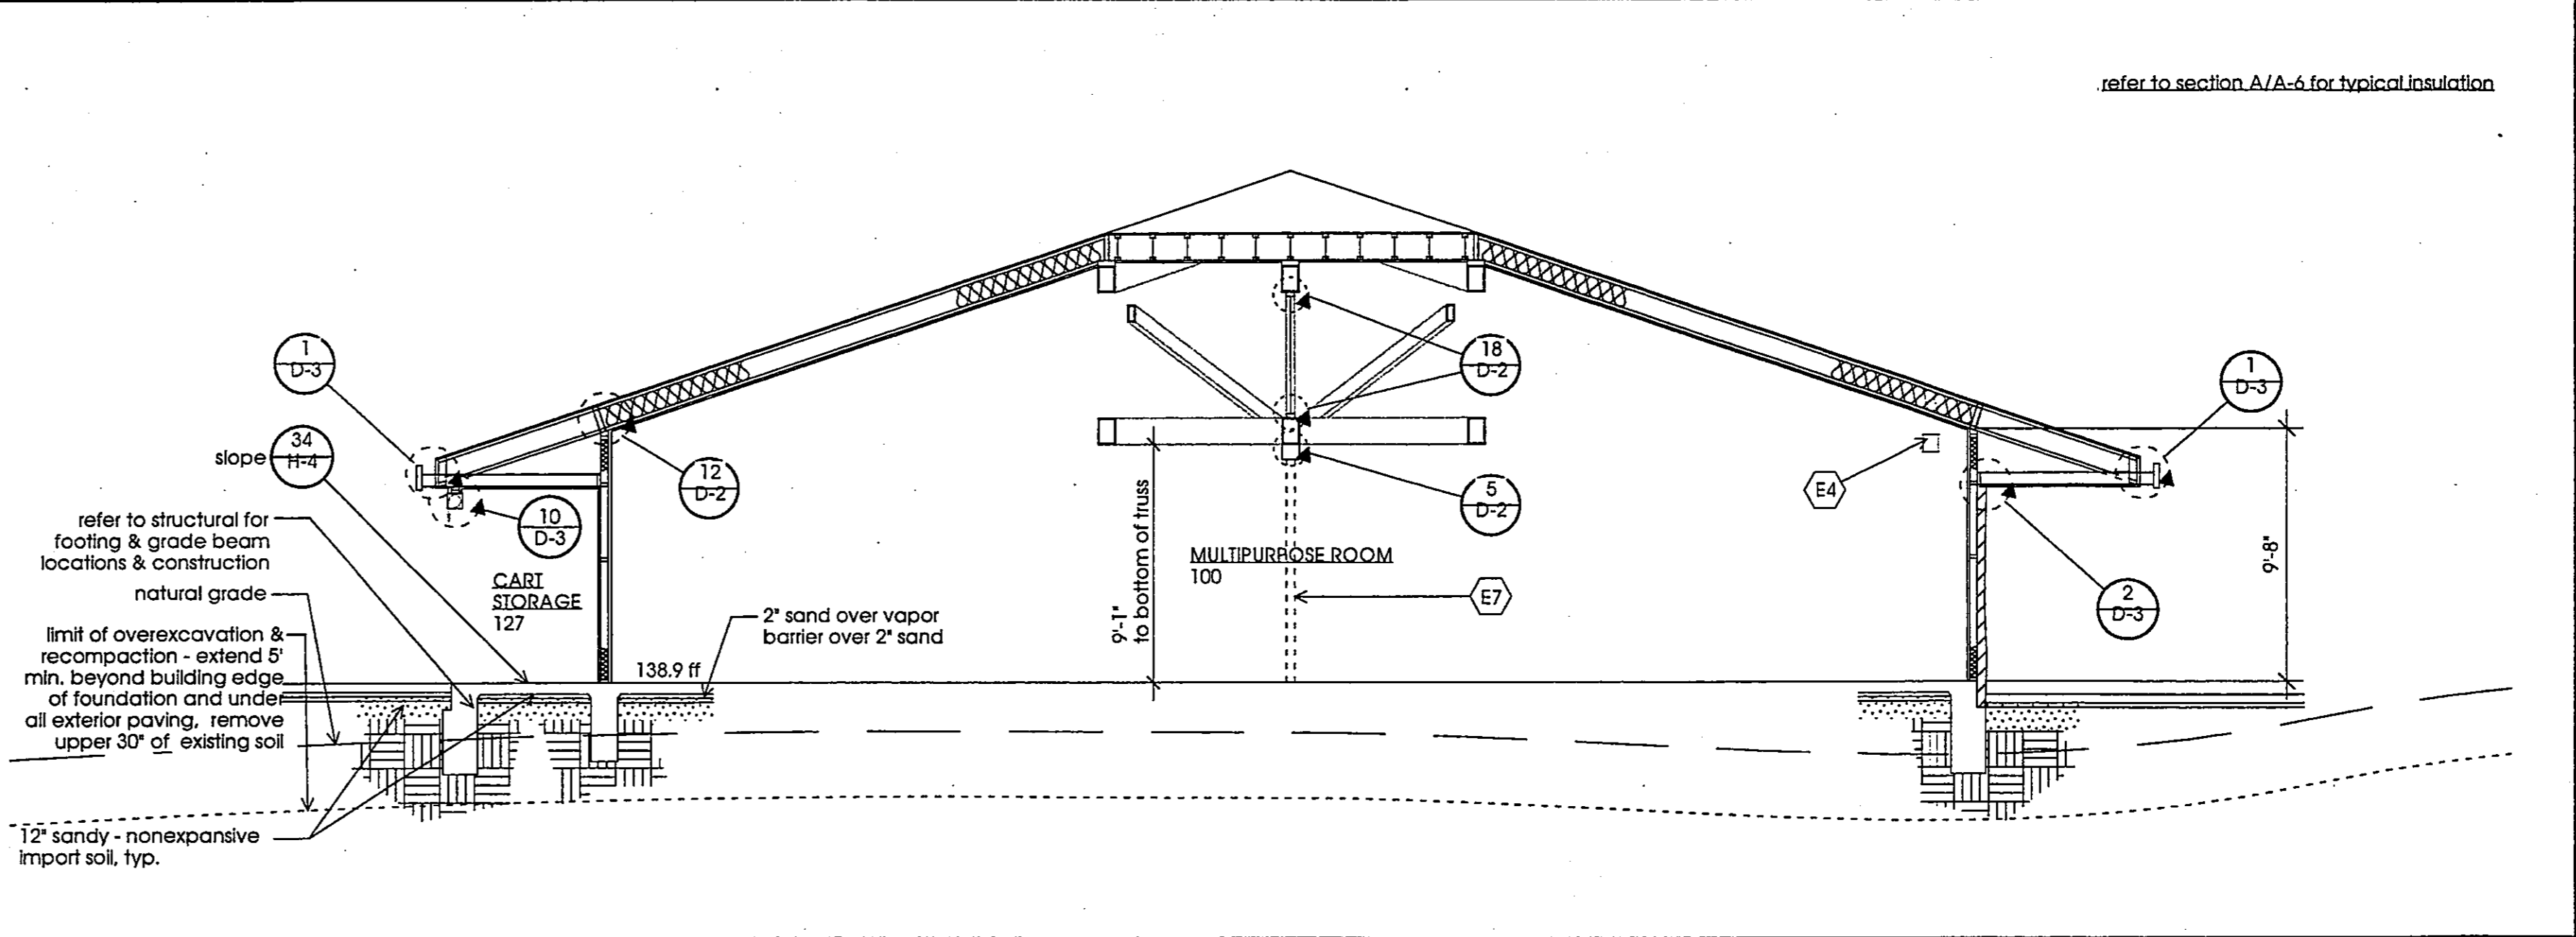 refer to section A/A-6 for typical insulation
1
D-3
18
D-2
1
D-3
34
slope H-4
12
D-2
5
D-2
E4
10
D-3
refer to structural for
footing & grade beam
locations & construction
natural grade
limit of overexcavation &
recompaction - extend 5'
min. beyond building edge
of foundation and under
all exterior paving, remove
upper 30" of existing soil
12" sandy - nonexpansive
import soil, typ.
CART
STORAGE
127
138.9 ff
2" sand over vapor
barrier over 2" sand
9'-1"
to bottom of truss
MULTIPURPOSE ROOM
100
E7
2
D-3
9'-8"